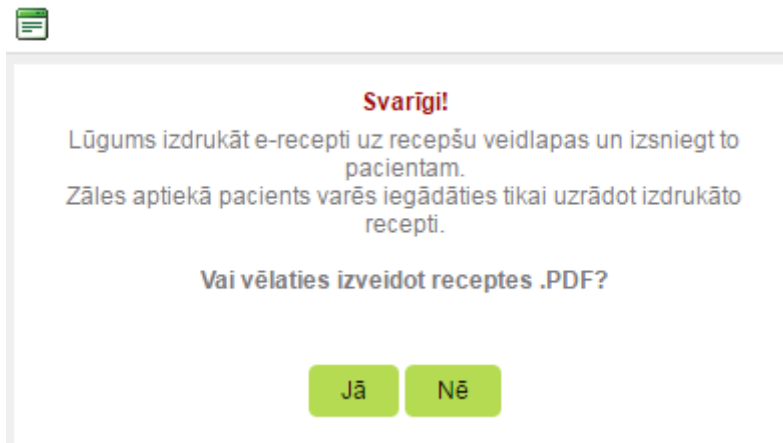 Svarīgi!
Lūgums izdrukāt e-recepti uz recepšu veidlapas un izsniegt to
pacientam.
Zāles aptiekā pacients varēs iegādāties tikai uzrādot izdrukāto
recepti.
Vai vēlaties izveidot receptes .PDF?
Jā Nē